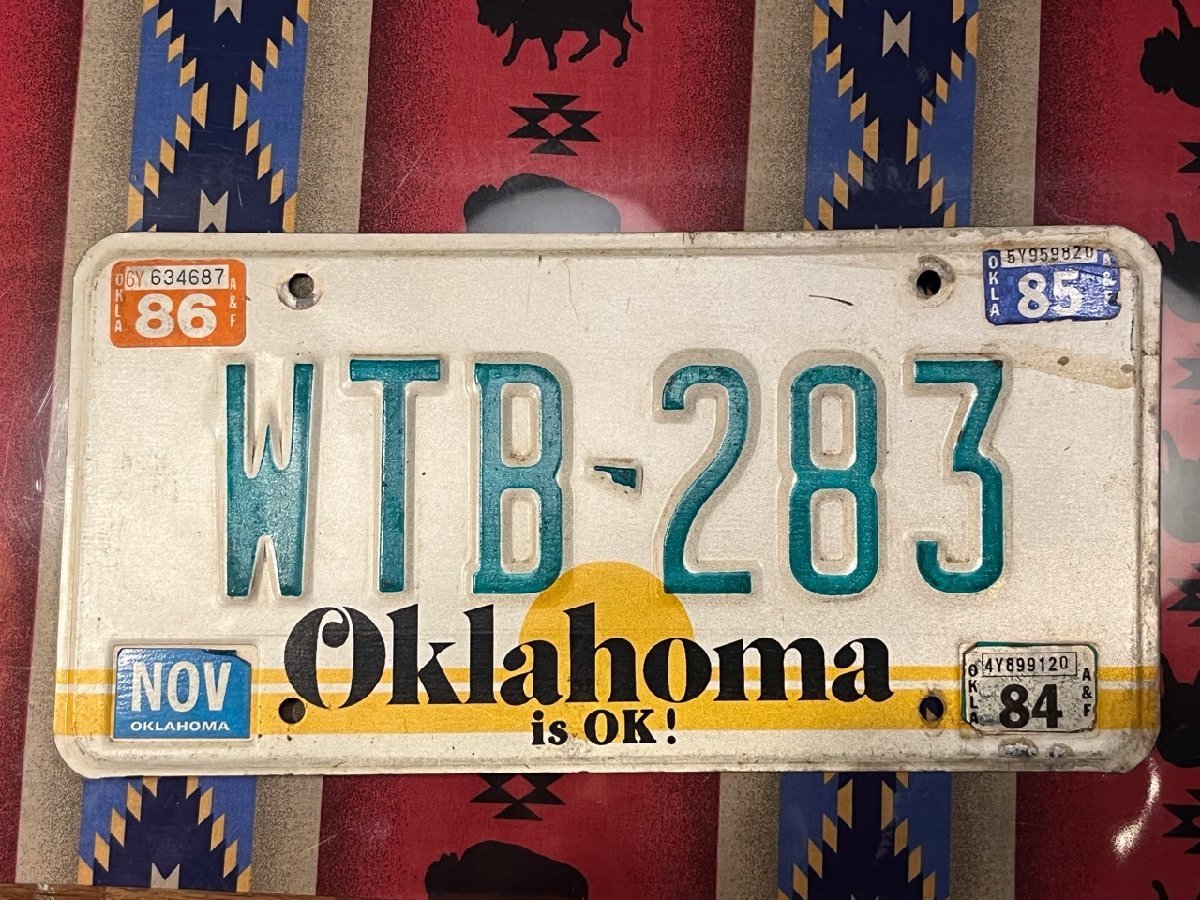 6Y 634687
OKLA 86 A&F
5Y959820
OKLA 85 A&F
WTB-283
Oklahoma
is OK!
NOV
OKLAHOMA
4Y899120
OKLA 84 A&F